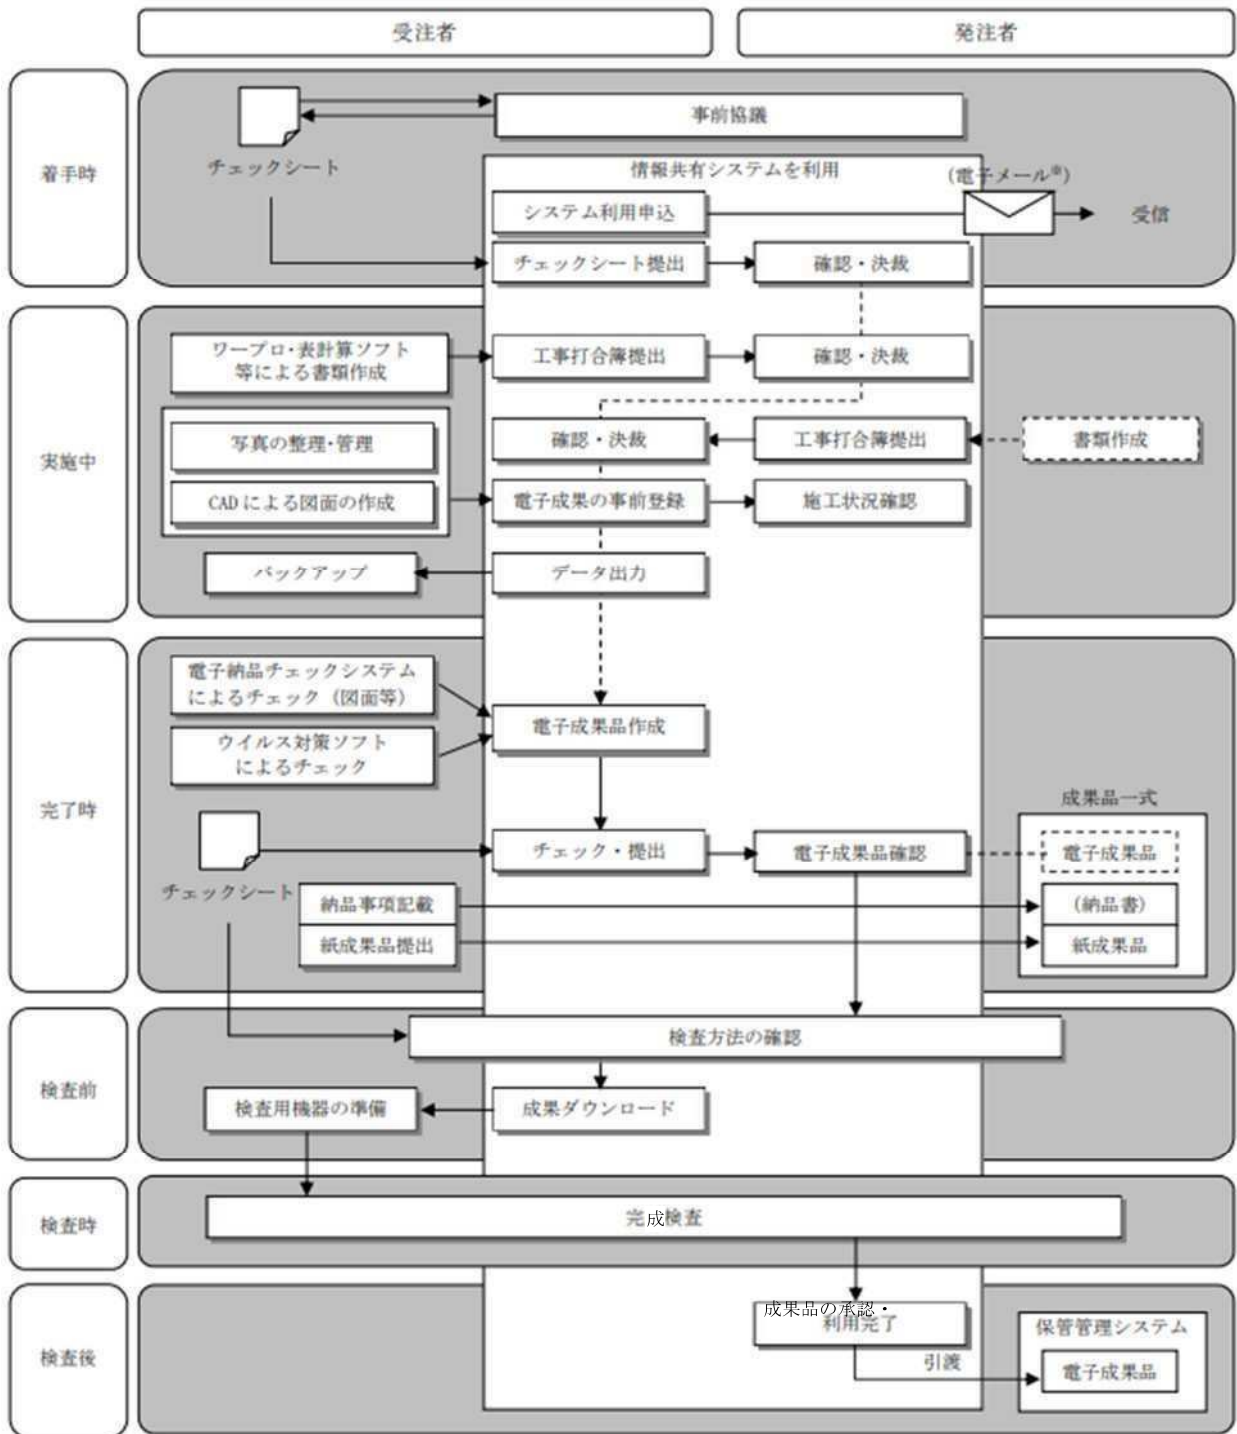 受注者
発注者
着手時
事前協議
チェックシート
情報共有システムを利用
(電子メール※)
システム利用申込
受信
チェックシート提出
確認・決裁
実施中
ワープロ・表計算ソフト
等による書類作成
工事打合簿提出
確認・決裁
写真の整理・管理
確認・決裁
工事打合簿提出
書類作成
CADによる図面の作成
電子成果の事前登録
施工状況確認
バックアップ
データ出力
完了時
電子納品チェックシステム
によるチェック（図面等）
電子成果品作成
ウイルス対策ソフト
によるチェック
成果品一式
チェック・提出
電子成果品確認
電子成果品
チェックシート
納品事項記載
(納品書)
紙成果品提出
紙成果品
検査前
検査方法の確認
検査用機器の準備
成果ダウンロード
検査時
完成検査
検査後
成果品の承認・
利用完了
引渡
保管管理システム
電子成果品